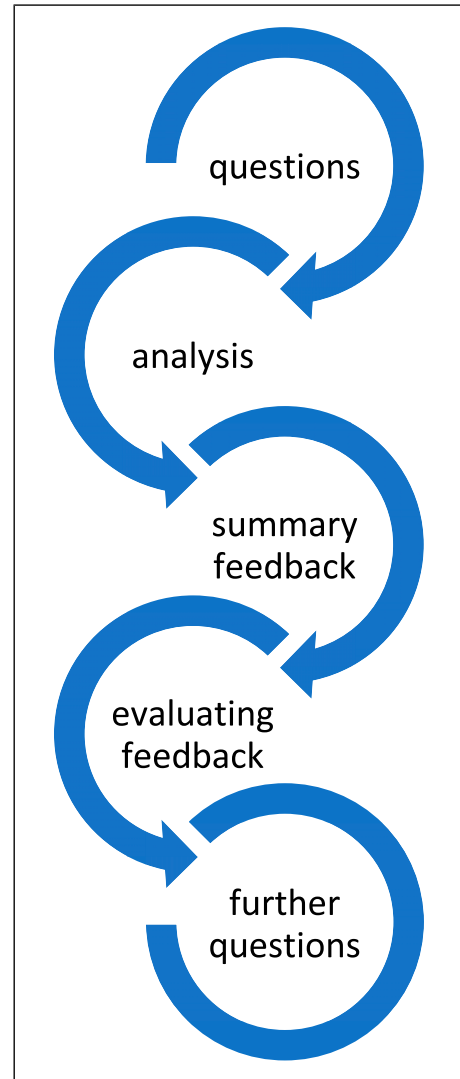 questions
analysis
summary
feedback
evaluating
feedback
further
questions